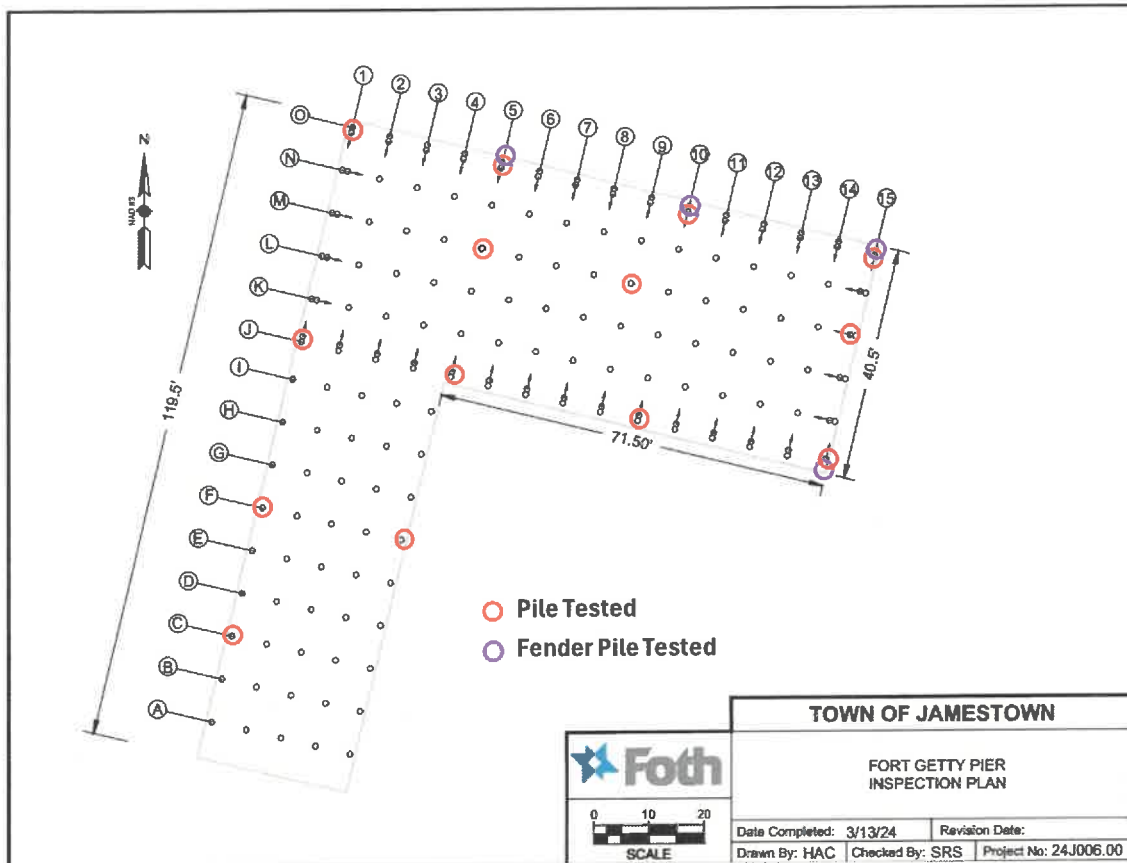 1
2
3
4
5
6
7
8
9
10
11
12
13
14
15
O
N
M
L
K
J
I
H
G
F
E
D
C
B
A
N
NAD 83
119.5'
71.50'
40.5'
Pile Tested
Fender Pile Tested
TOWN OF JAMESTOWN
Foth
FORT GETTY PIER
INSPECTION PLAN
0 10 20
SCALE
Date Completed: 3/13/24 Revision Date:
Drawn By: HAC Checked By: SRS Project No: 24J006.00